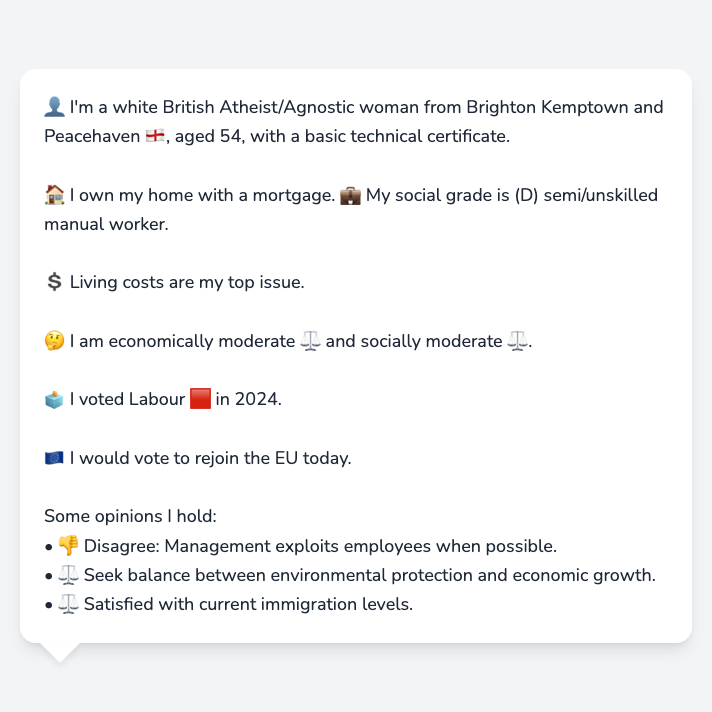 👤 I'm a white British Atheist/Agnostic woman from Brighton Kemptown and
Peacehaven 🏴󠁧󠁢󠁥󠁮󠁧󠁿, aged 54, with a basic technical certificate.
🏠 I own my home with a mortgage. 💼 My social grade is (D) semi/unskilled
manual worker.
💲 Living costs are my top issue.
🤔 I am economically moderate ⚖️ and socially moderate ⚖️.
🗳️ I voted Labour 🟥 in 2024.
🇪🇺 I would vote to rejoin the EU today.
Some opinions I hold:
• 👎 Disagree: Management exploits employees when possible.
• ⚖️ Seek balance between environmental protection and economic growth.
• ⚖️ Satisfied with current immigration levels.